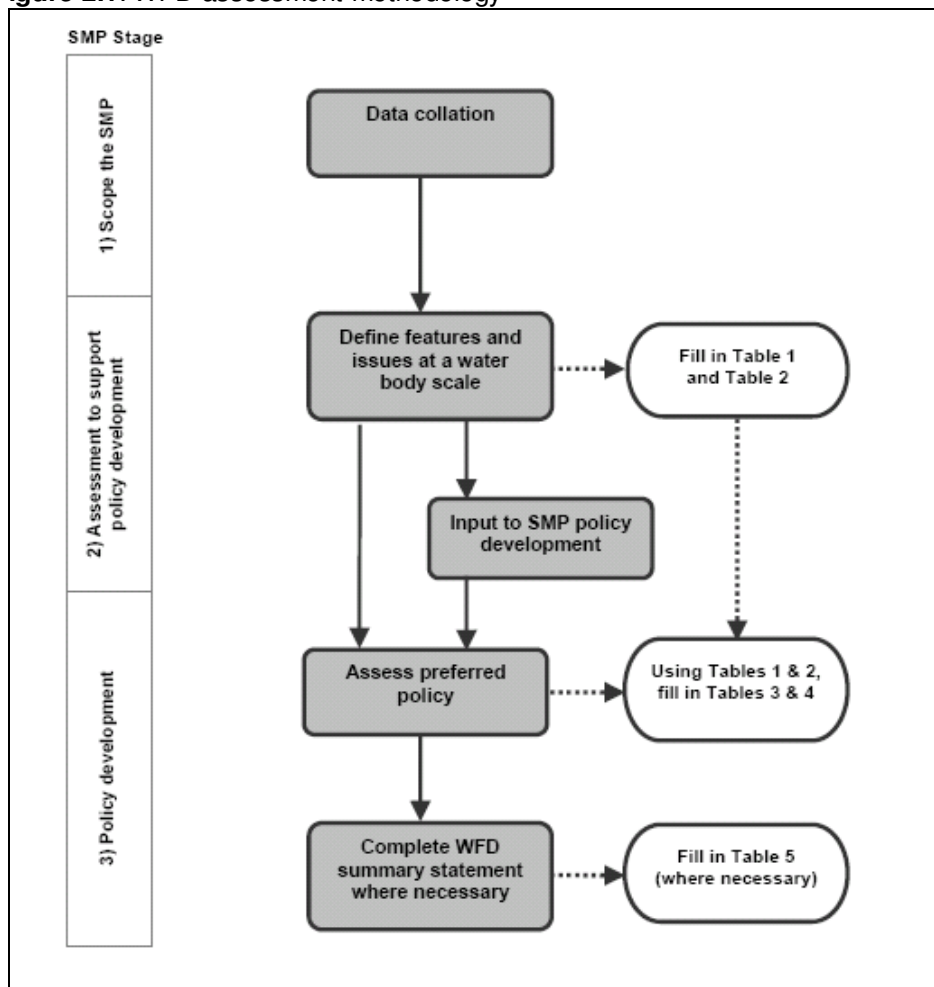 SMP Stage
1) Scope the SMP
Data collation
2) Assessment to support
policy development
Define features and
issues at a water
body scale
Fill in Table 1
and Table 2
Input to SMP policy
development
3) Policy development
Assess preferred
policy
Using Tables 1 & 2,
fill in Tables 3 & 4
Complete WFD
summary statement
where necessary
Fill in Table 5
(where necessary)